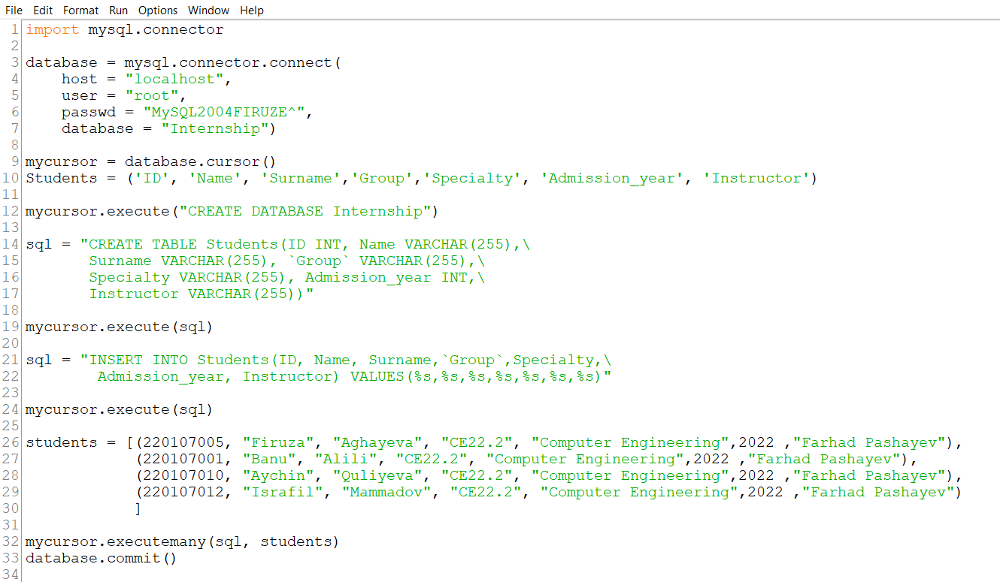 File Edit Format Run Options Window Help
1 import mysql.connector
2
3 database = mysql.connector.connect(
4     host = "localhost",
5     user = "root",
6     passwd = "MySQL2004FIRUZE^",
7     database = "Internship")
8
9 mycursor = database.cursor()
10 Students = ('ID', 'Name', 'Surname','Group','Specialty', 'Admission_year', 'Instructor')
11
12 mycursor.execute("CREATE DATABASE Internship")
13
14 sql = "CREATE TABLE Students(ID INT, Name VARCHAR(255),\
15        Surname VARCHAR(255), `Group` VARCHAR(255),\
16        Specialty VARCHAR(255), Admission_year INT,\
17        Instructor VARCHAR(255))"
18
19 mycursor.execute(sql)
20
21 sql = "INSERT INTO Students(ID, Name, Surname,`Group`,Specialty,\
22         Admission_year, Instructor) VALUES(%s,%s,%s,%s,%s,%s,%s)"
23
24 mycursor.execute(sql)
25
26 students = [(220107005, "Firuza", "Aghayeva", "CE22.2", "Computer Engineering",2022 ,"Farhad Pashayev"),
27             (220107001, "Banu", "Alili", "CE22.2", "Computer Engineering",2022 ,"Farhad Pashayev"),
28             (220107010, "Aychin", "Quliyeva", "CE22.2", "Computer Engineering",2022 ,"Farhad Pashayev"),
29             (220107012, "Israfil", "Mammadov", "CE22.2", "Computer Engineering",2022 ,"Farhad Pashayev")
30             ]
31
32 mycursor.executemany(sql, students)
33 database.commit()
34